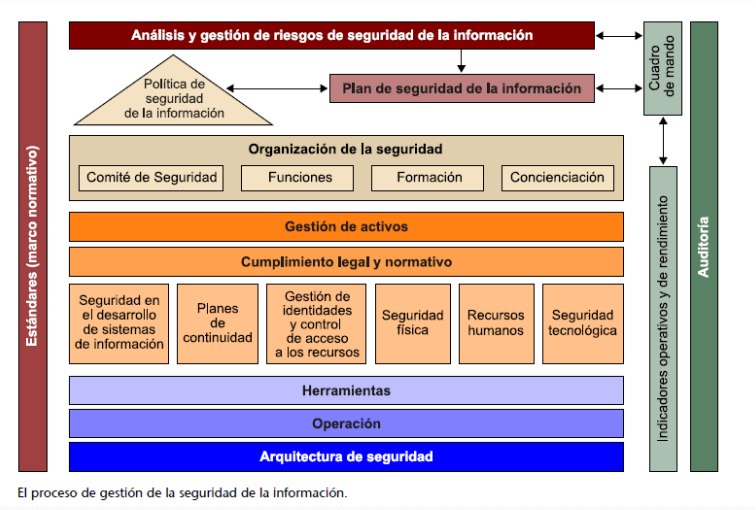 Análisis y gestión de riesgos de seguridad de la información
Política de
seguridad
de la información
Plan de seguridad de la información
Cuadro
de mando
Organización de la seguridad
Comité de Seguridad
Funciones
Formación
Concienciación
Gestión de activos
Cumplimiento legal y normativo
Seguridad en
el desarrollo
de sistemas
de información
Planes
de
continuidad
Gestión de
identidades
y control
de acceso
a los recursos
Seguridad
física
Recursos
humanos
Seguridad
tecnológica
Herramientas
Operación
Arquitectura de seguridad
Estándares (marco normativo)
Indicadores operativos y de rendimiento
Auditoría
El proceso de gestión de la seguridad de la información.